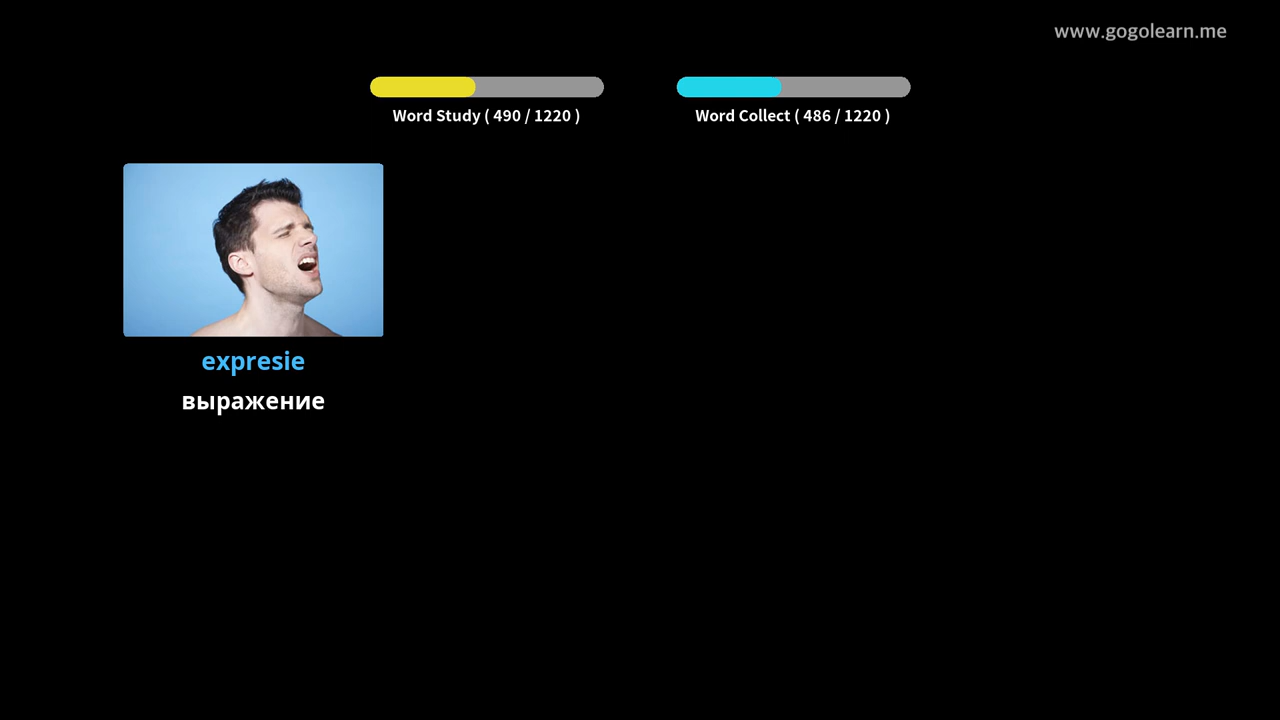 www.gogolearn.me
Word Study ( 490 / 1220 )
Word Collect ( 486 / 1220 )
expresie
выражение